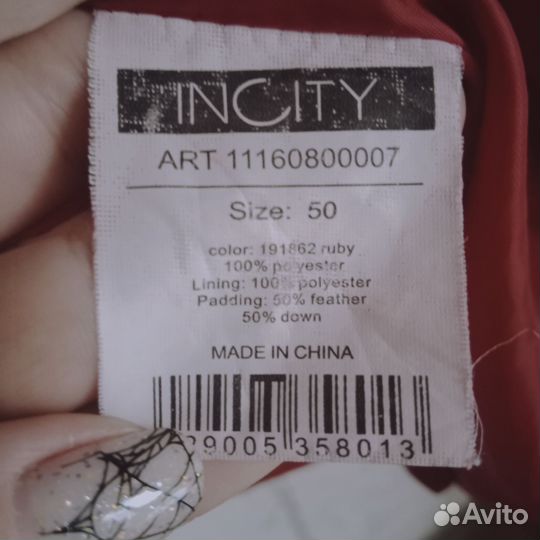 INCITY
ART 11160800007
Size: 50
color: 191862 ruby
100% polyester
Lining: 100% polyester
Padding: 50% feather
50% down
MADE IN CHINA
29005 358013
Avito